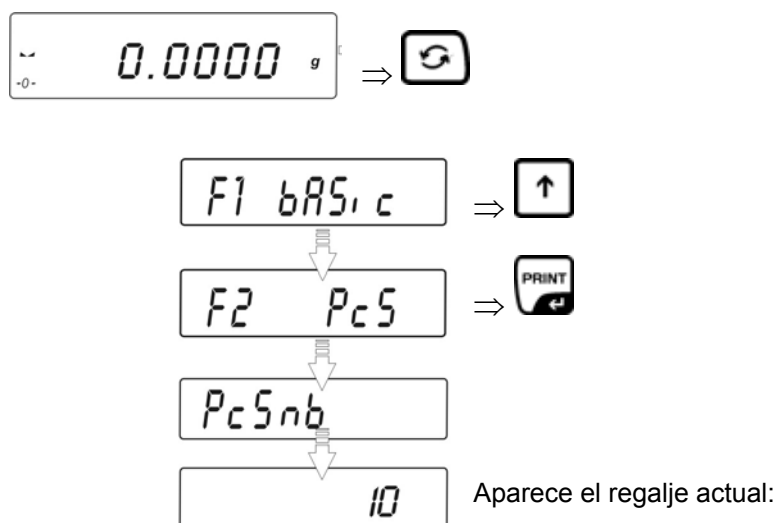 -0- 0.0000 g
F1 bASic
F2 PcS
PRINT
PcSnb
10 Aparece el regalje actual: